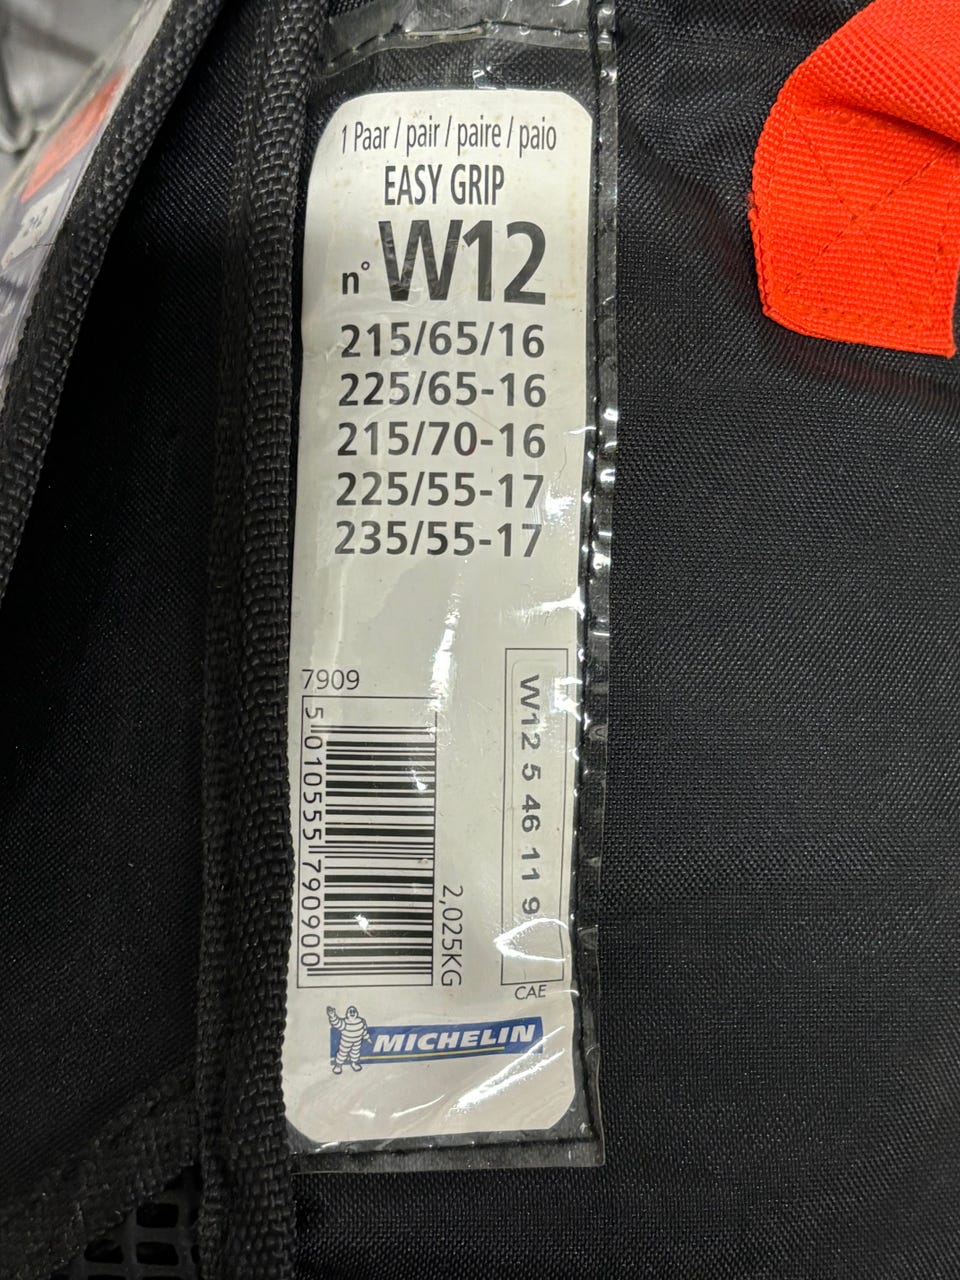 1 Paar / pair / paire / paio
EASY GRIP
n° W12
215/65/16
225/65-16
215/70-16
225/55-17
235/55-17
7909
5 010555 790900
2,025KG
W12 5 46 11 9
CAE
MICHELIN